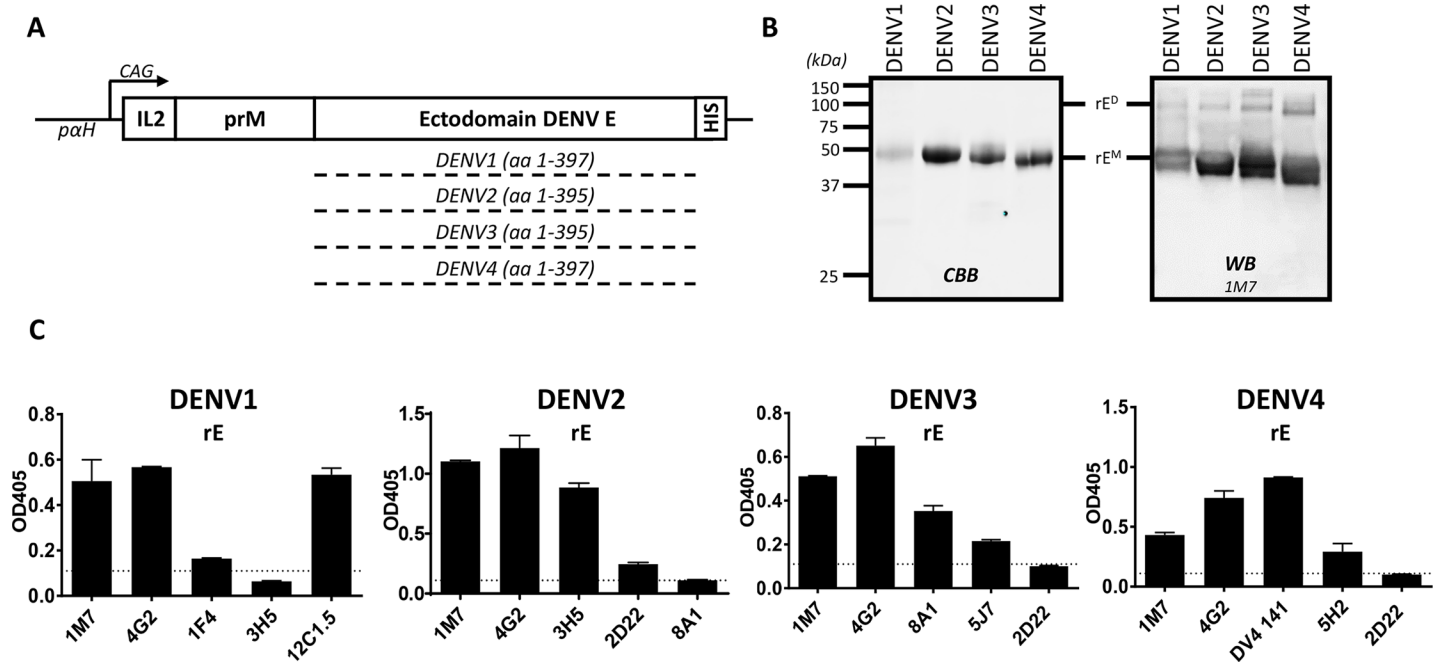 A
CAG
pαH
IL2
prM
Ectodomain DENV E
HIS
DENV1 (aa 1-397)
DENV2 (aa 1-395)
DENV3 (aa 1-395)
DENV4 (aa 1-397)
B
(kDa)
DENV1
DENV2
DENV3
DENV4
150
100
75
50
37
25
CBB
rEᴰ
rEᴹ
DENV1
DENV2
DENV3
DENV4
WB
1M7
C
DENV1
rE
OD405
0.8
0.6
0.4
0.2
0.0
1M7
4G2
1F4
3H5
12C1.5
DENV2
rE
OD405
1.5
1.0
0.5
0.0
1M7
4G2
3H5
2D22
8A1
DENV3
rE
OD405
0.8
0.6
0.4
0.2
0.0
1M7
4G2
8A1
5J7
2D22
DENV4
rE
OD405
1.5
1.0
0.5
0.0
1M7
4G2
DV4 141
5H2
2D22